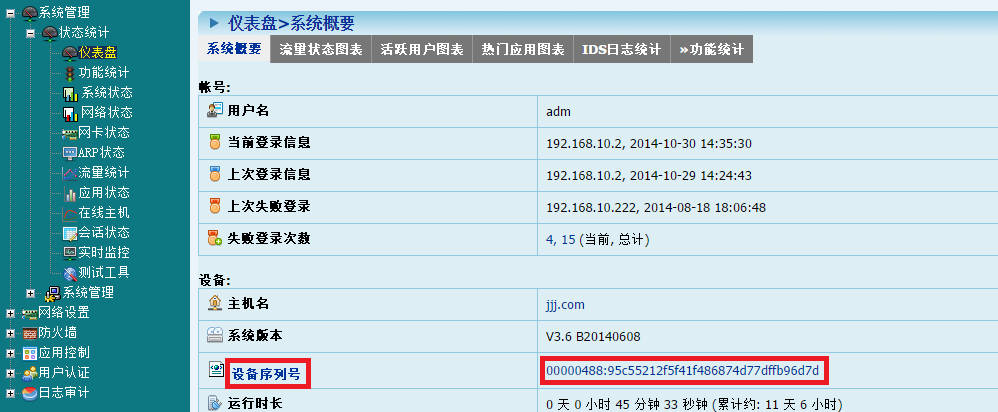 系统管理
状态统计
仪表盘
功能统计
系统状态
网络状态
网卡状态
ARP状态
流量统计
应用状态
在线主机
会话状态
实时监控
测试工具
系统管理
网络设置
防火墙
应用控制
用户认证
日志审计
仪表盘>系统概要
系统概要 流量状态图表 活跃用户图表 热门应用图表 IDS日志统计 »功能统计
帐号:
用户名 adm
当前登录信息 192.168.10.2, 2014-10-30 14:35:30
上次登录信息 192.168.10.2, 2014-10-29 14:24:43
上次失败登录 192.168.10.222, 2014-08-18 18:06:48
失败登录次数 4, 15 (当前, 总计)
设备:
主机名 jjj.com
系统版本 V3.6 B20140608
设备序列号 00000488:95c55212f5f41f486874d77dffb96d7d
运行时长 0 天 0 小时 45 分钟 33 秒钟 (累计约: 11 天 6 小时)